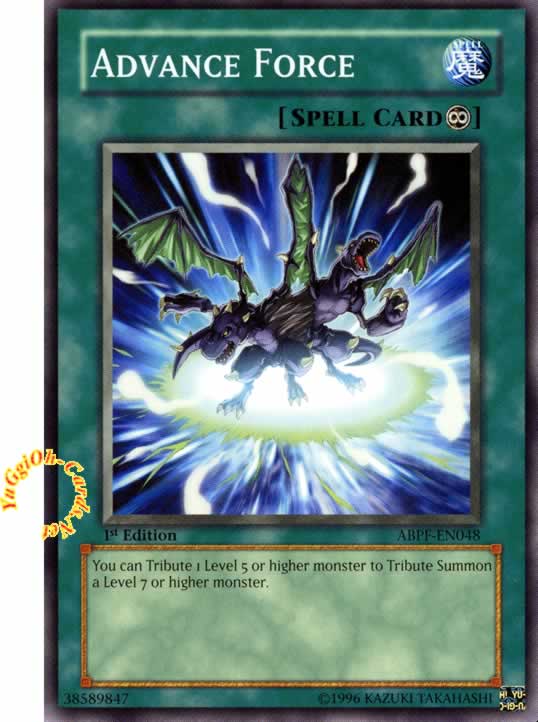 ADVANCE FORCE
魔
[SPELL CARD]
1st Edition
ABPF-EN048
You can Tribute 1 Level 5 or higher monster to Tribute Summon
a Level 7 or higher monster.
38589847
©1996 KAZUKI TAKAHASHI
YuGgiOh-Cards.Net